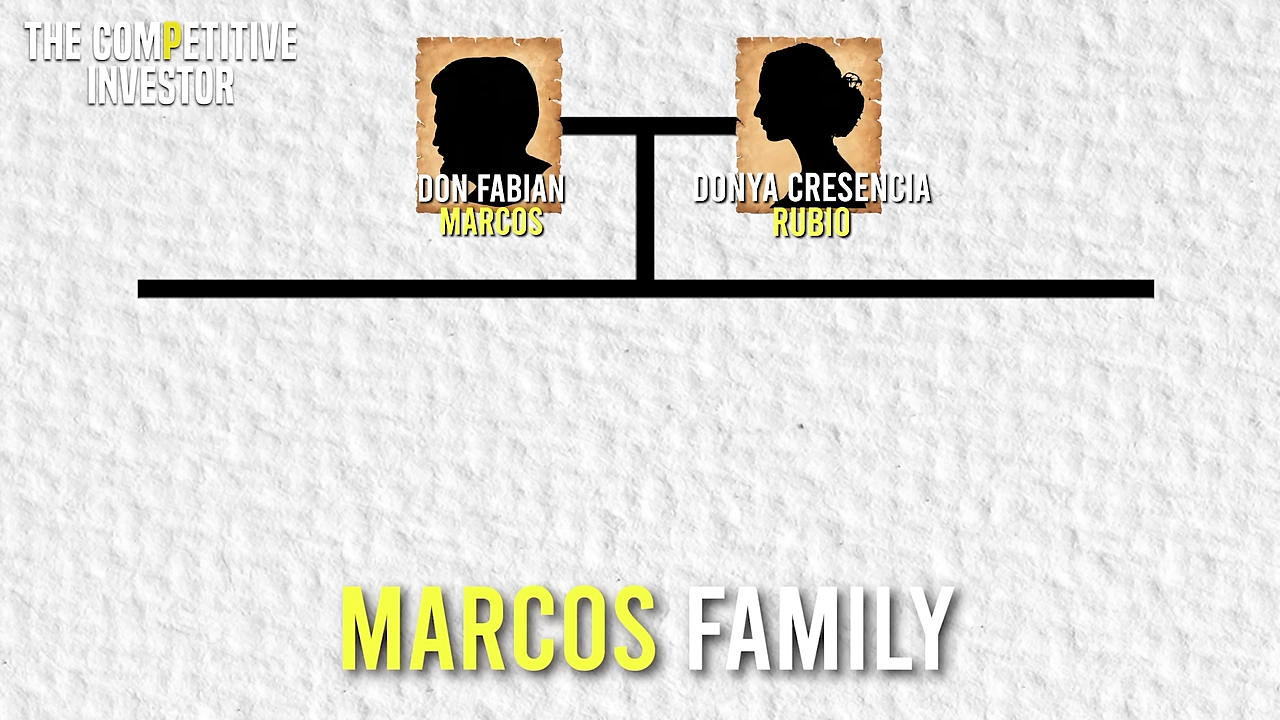 THE COMPETITIVE
INVESTOR
DON FABIAN
MARCOS
DONYA CRESENCIA
RUBIO
MARCOS FAMILY